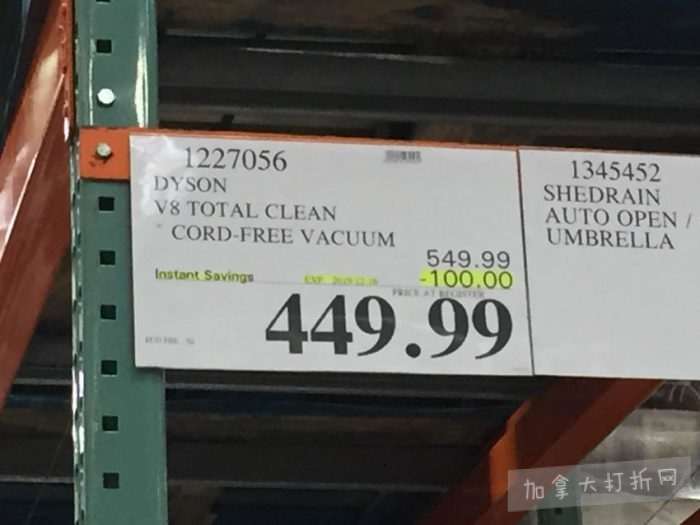 1227056
DYSON
V8 TOTAL CLEAN
CORD-FREE VACUUM
549.99
Instant Savings
-100.00
PRICE AT REGISTER
449.99
1345452
SHEDRAIN
AUTO OPEN /
UMBRELLA
加拿大打折网